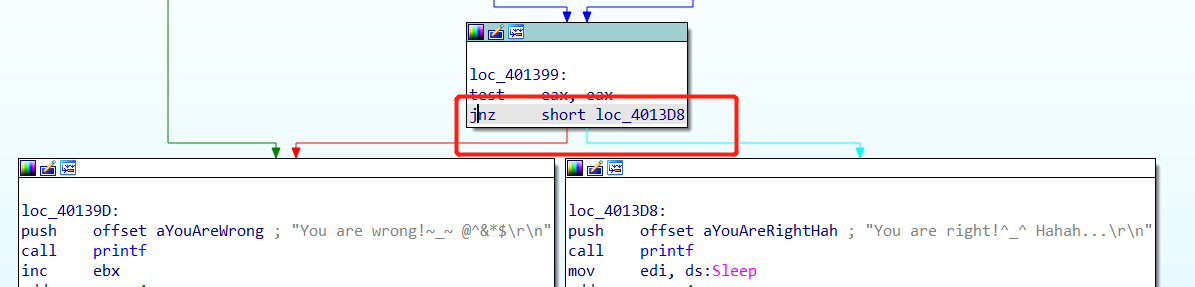 loc_401399:
test    eax, eax
jnz     short loc_4013D8
loc_40139D:
push    offset aYouAreWrong ; "You are wrong!~_~ @^&*$\r\n"
call    printf
inc     ebx
loc_4013D8:
push    offset aYouAreRightHah ; "You are right!^_^ Hahah...\r\n"
call    printf
mov     edi, ds:Sleep